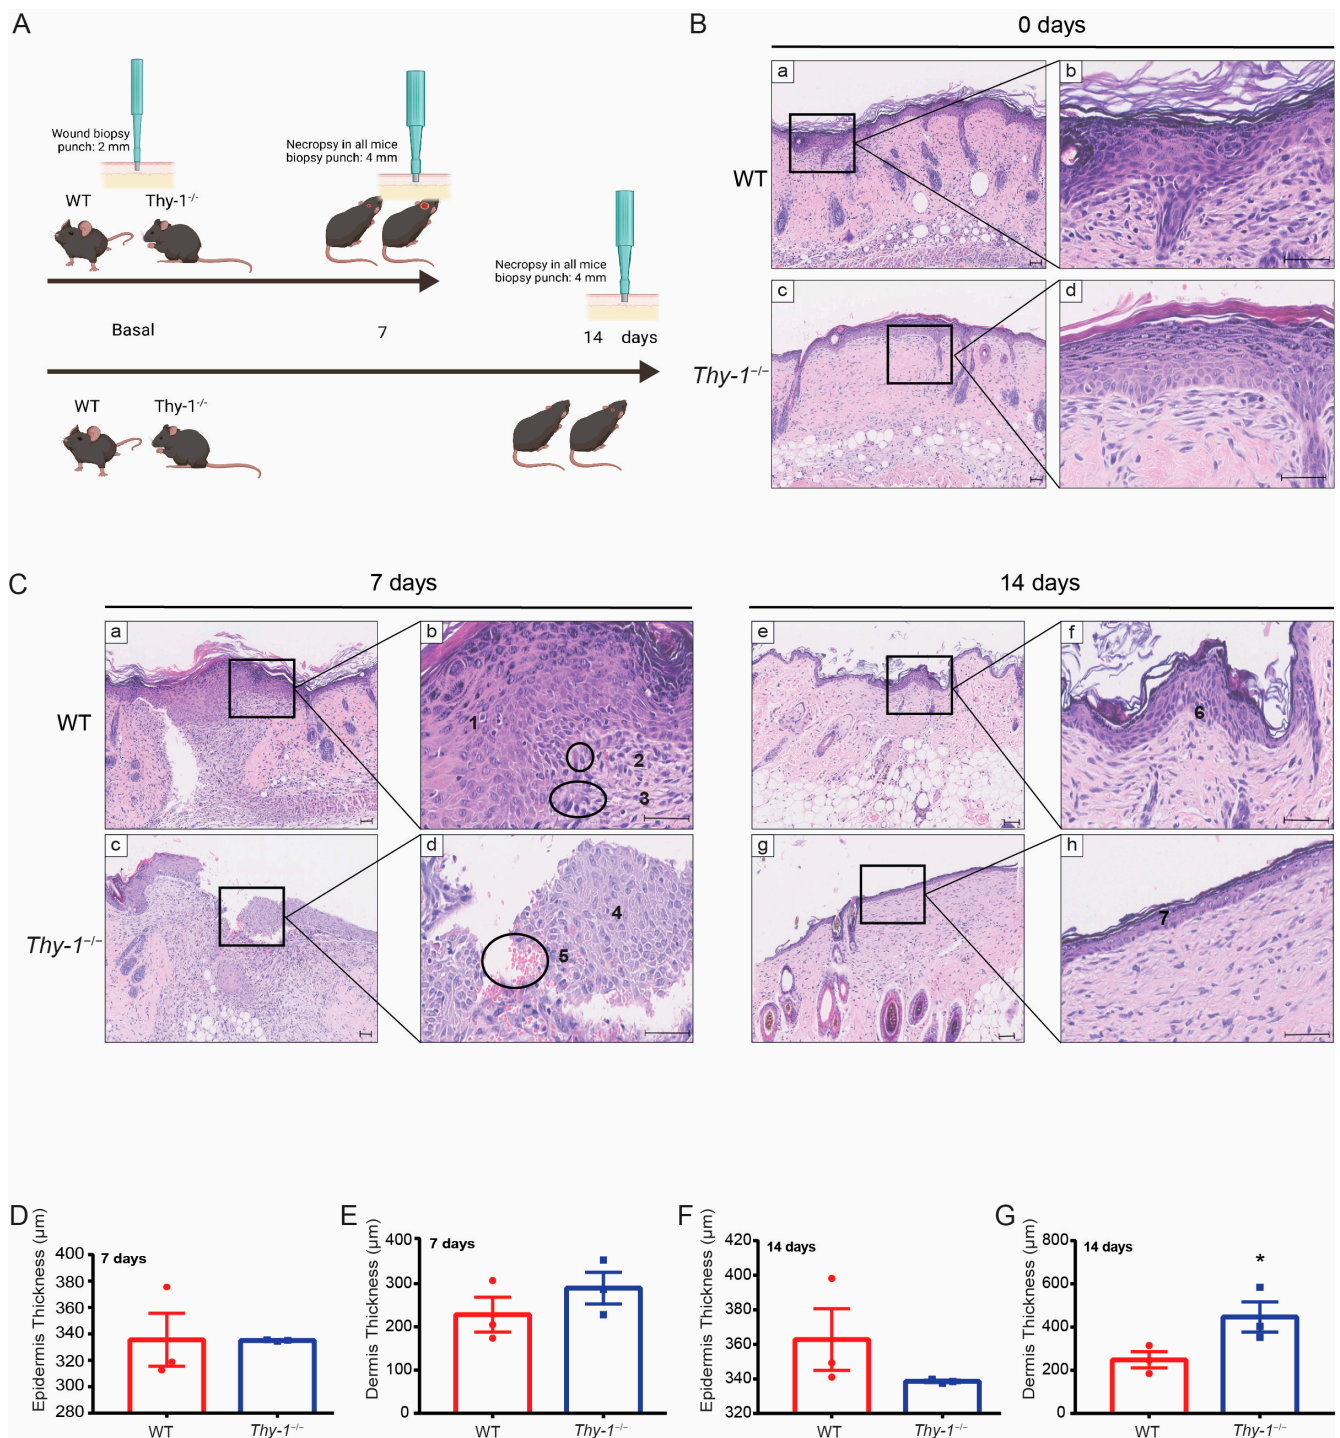 A
Wound biopsy
punch: 2 mm
WT
Thy-1⁻/⁻
Necropsy in all mice
biopsy punch: 4 mm
Necropsy in all mice
biopsy punch: 4 mm
Basal
7
14 days
WT
Thy-1⁻/⁻
B
0 days
WT
a
b
Thy-1⁻/⁻
c
d
C
7 days
14 days
WT
a
b
1
2
3
e
f
6
Thy-1⁻/⁻
c
d
4
5
g
h
7
D
Epidermis Thickness (µm)
7 days
400
380
360
340
320
300
280
WT
Thy-1⁻/⁻
E
Dermis Thickness (µm)
7 days
400
300
200
100
0
WT
Thy-1⁻/⁻
F
Epidermis Thickness (µm)
14 days
420
400
380
360
340
320
WT
Thy-1⁻/⁻
G
Dermis Thickness (µm)
14 days
800
600
400
200
0
*
WT
Thy-1⁻/⁻